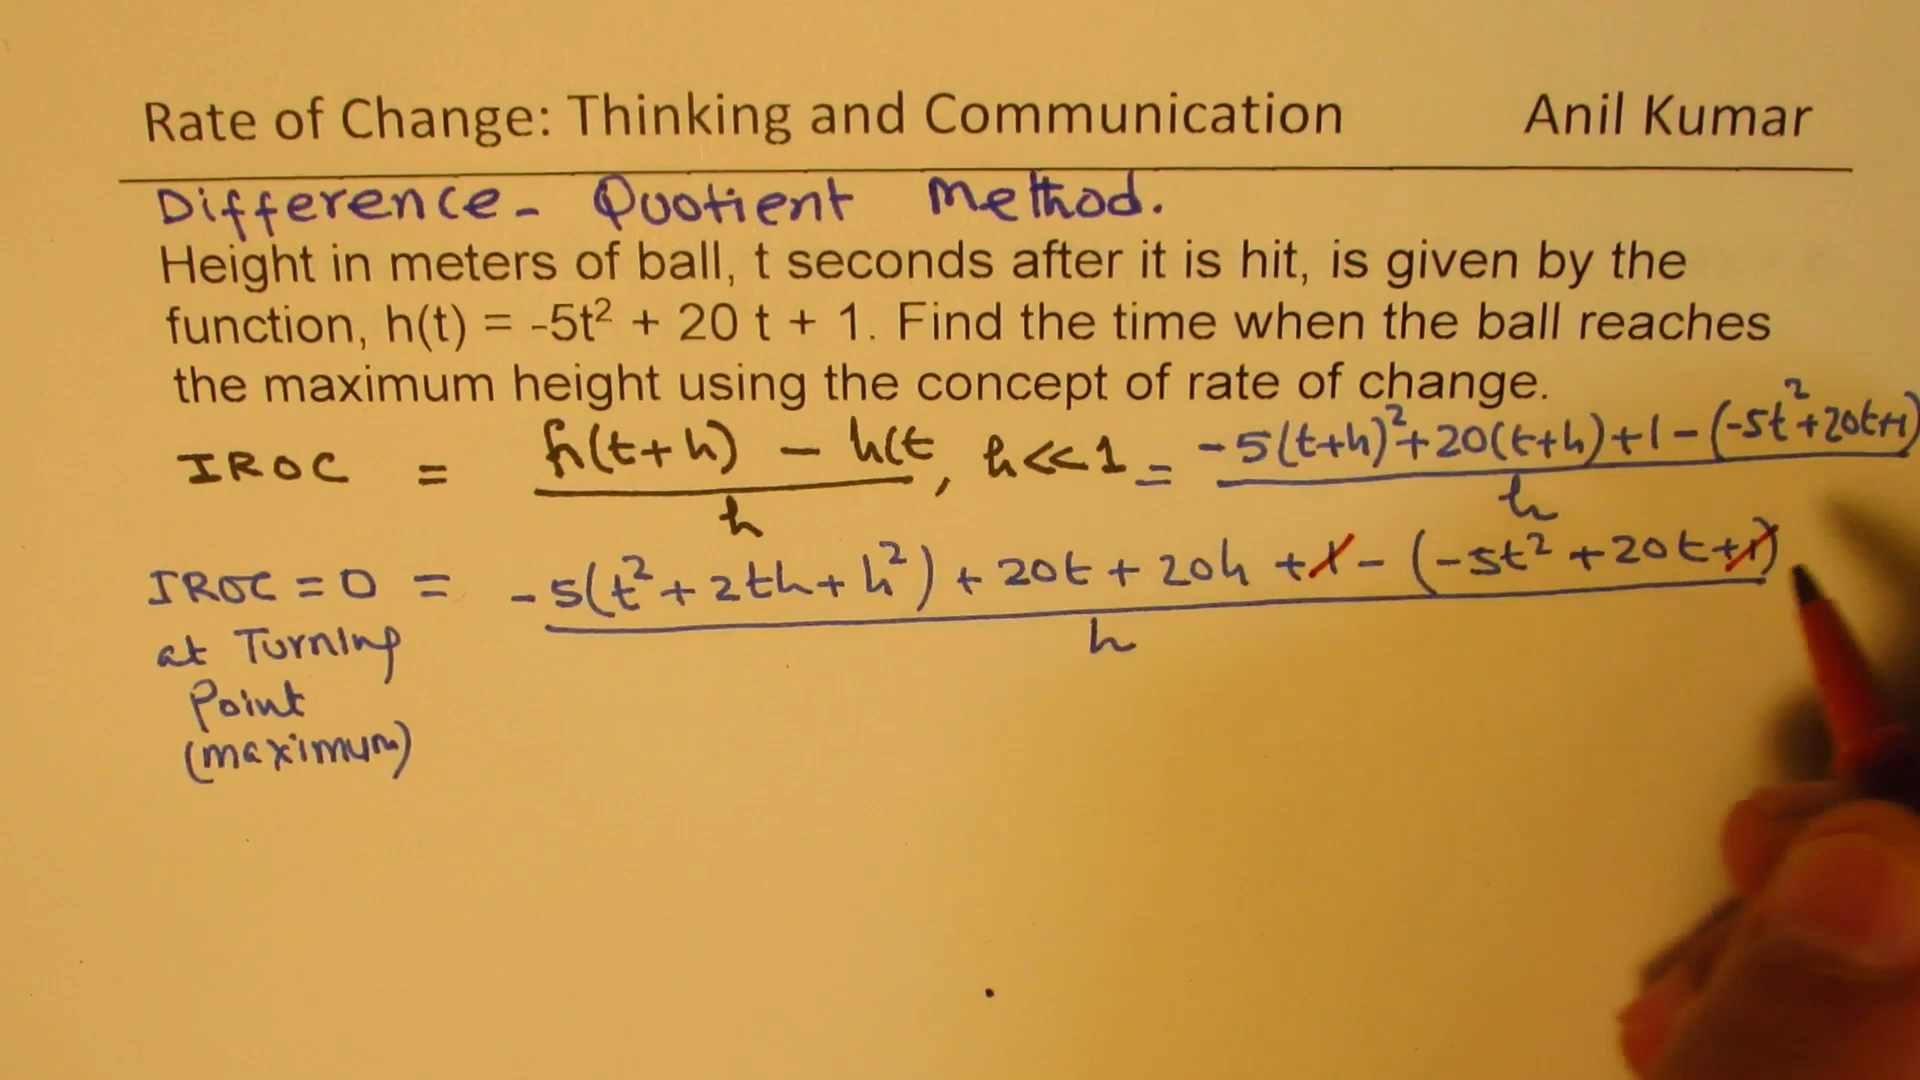 Rate of Change: Thinking and Communication Anil Kumar
Difference - Quotient Method.
Height in meters of ball, t seconds after it is hit, is given by the
function, h(t) = -5t² + 20 t + 1. Find the time when the ball reaches
the maximum height using the concept of rate of change.
IROC = h(t+h) - h(t / h , h<<1 = -5(t+h)²+20(t+h)+1-(-5t²+20t+1) / h
IROC = 0 = -5(t²+2th+h²)+20t+20h+1-(-5t²+20t+1) / h
at Turning
Point
(maximum)